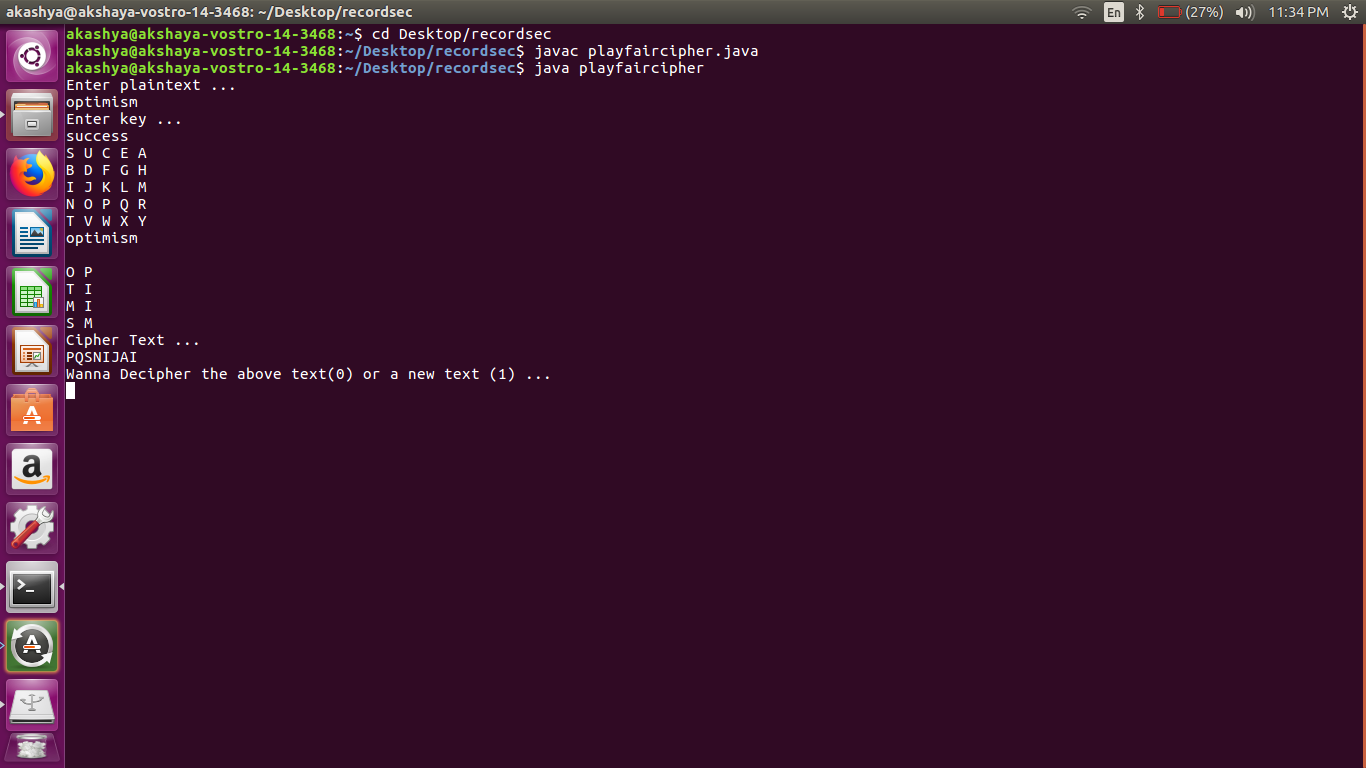 akashya@akshaya-vostro-14-3468: ~/Desktop/recordsec
En (27%) 11:34 PM
akashya@akshaya-vostro-14-3468:~$ cd Desktop/recordsec
akashya@akshaya-vostro-14-3468:~/Desktop/recordsec$ javac playfaircipher.java
akashya@akshaya-vostro-14-3468:~/Desktop/recordsec$ java playfaircipher
Enter plaintext ...
optimism
Enter key ...
success
S U C E A
B D F G H
I J K L M
N O P Q R
T V W X Y
optimism
O P
T I
M I
S M
Cipher Text ...
PQSNIJAI
Wanna Decipher the above text(0) or a new text (1) ...